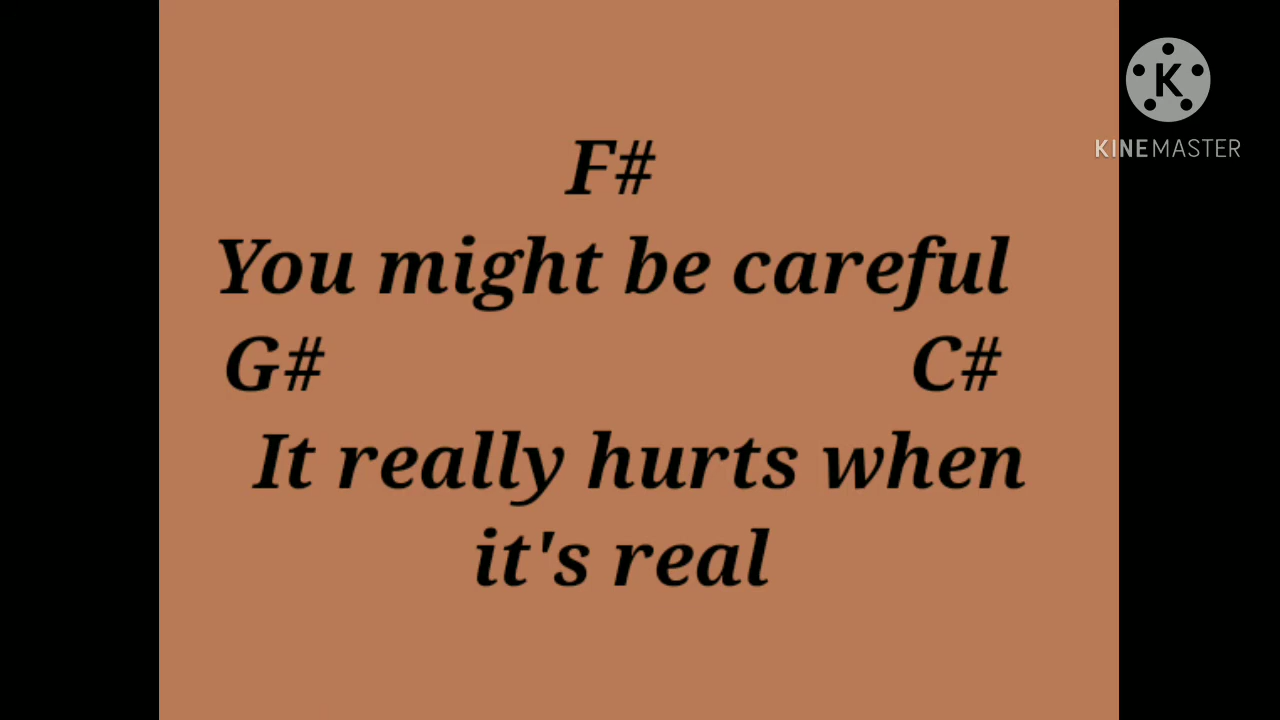 F#
You might be careful
G# C#
It really hurts when
it's real
K
KINEMASTER